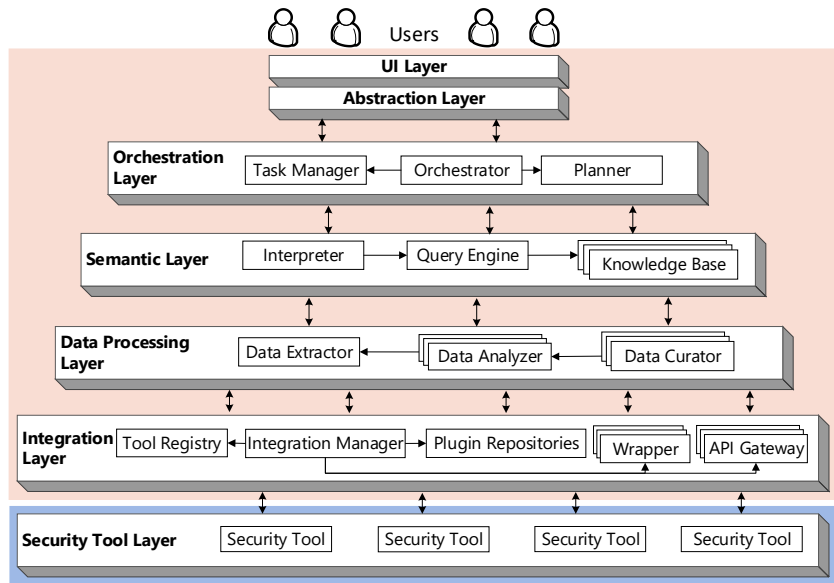 Users
UI Layer
Abstraction Layer
Orchestration
Layer
Task Manager
Orchestrator
Planner
Semantic Layer
Interpreter
Query Engine
Knowledge Base
Data Processing
Layer
Data Extractor
Data Analyzer
Data Curator
Integration
Layer
Tool Registry
Integration Manager
Plugin Repositories
Wrapper
API Gateway
Security Tool Layer
Security Tool
Security Tool
Security Tool
Security Tool